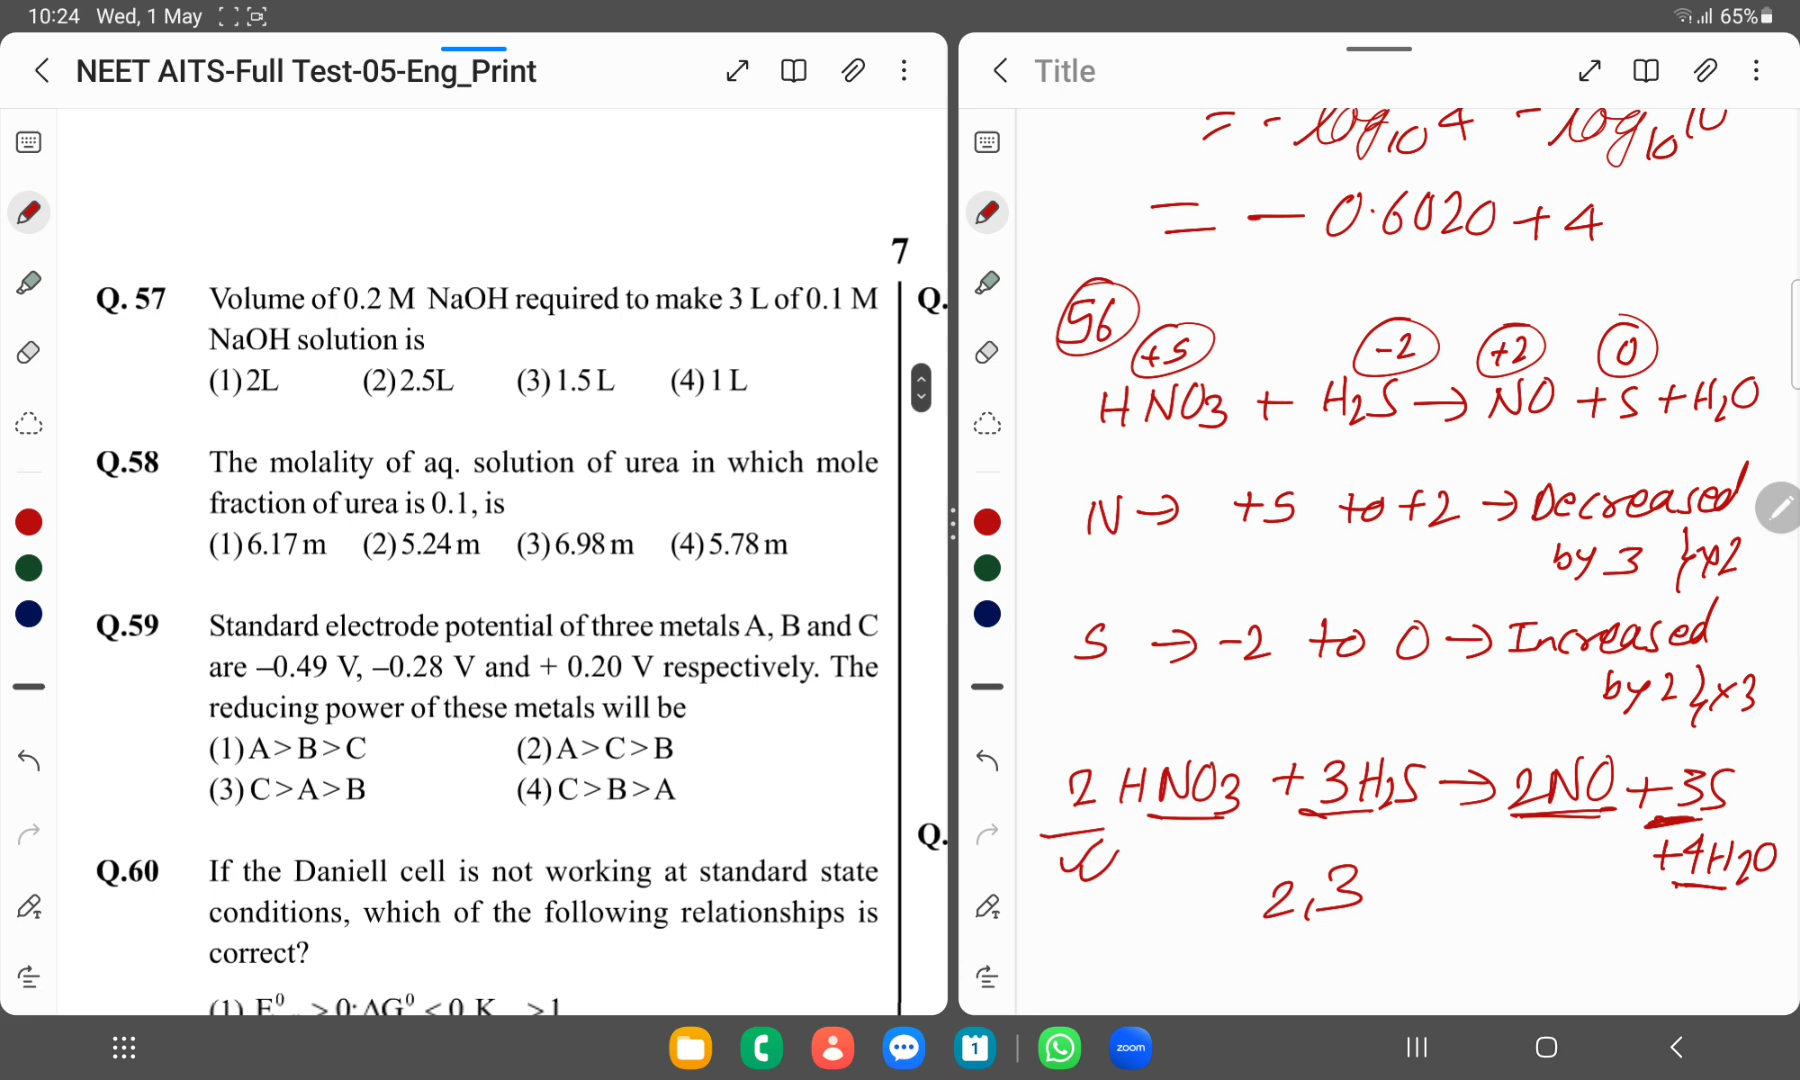 10:24 Wed, 1 May
65%
NEET AITS-Full Test-05-Eng_Print
7
Q. 57 Volume of 0.2 M NaOH required to make 3 L of 0.1 M
NaOH solution is
(1) 2L (2) 2.5L (3) 1.5 L (4) 1 L
Q.58 The molality of aq. solution of urea in which mole
fraction of urea is 0.1, is
(1) 6.17 m (2) 5.24 m (3) 6.98 m (4) 5.78 m
Q.59 Standard electrode potential of three metals A, B and C
are –0.49 V, –0.28 V and + 0.20 V respectively. The
reducing power of these metals will be
(1) A > B > C (2) A > C > B
(3) C > A > B (4) C > B > A
Q.60 If the Daniell cell is not working at standard state
conditions, which of the following relationships is
correct?
Q.
Q.
Title
= - log₁₀ 4 - log₁₀ 10
= - 0.6020 + 4
56
+5 -2 +2 0
HNO3 + H2S → NO + S + H2O
N → +5 to +2 → Decreased
by 3 } x2
S → -2 to 0 → Increased
by 2 } x3
2 HNO3 + 3H2S → 2NO + 3S
+4H2O
2,3
1
zoom